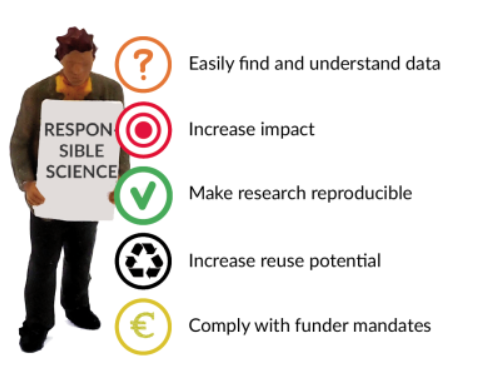 RESPON-
SIBLE
SCIENCE
?
Easily find and understand data
Increase impact
Make research reproducible
Increase reuse potential
€
Comply with funder mandates